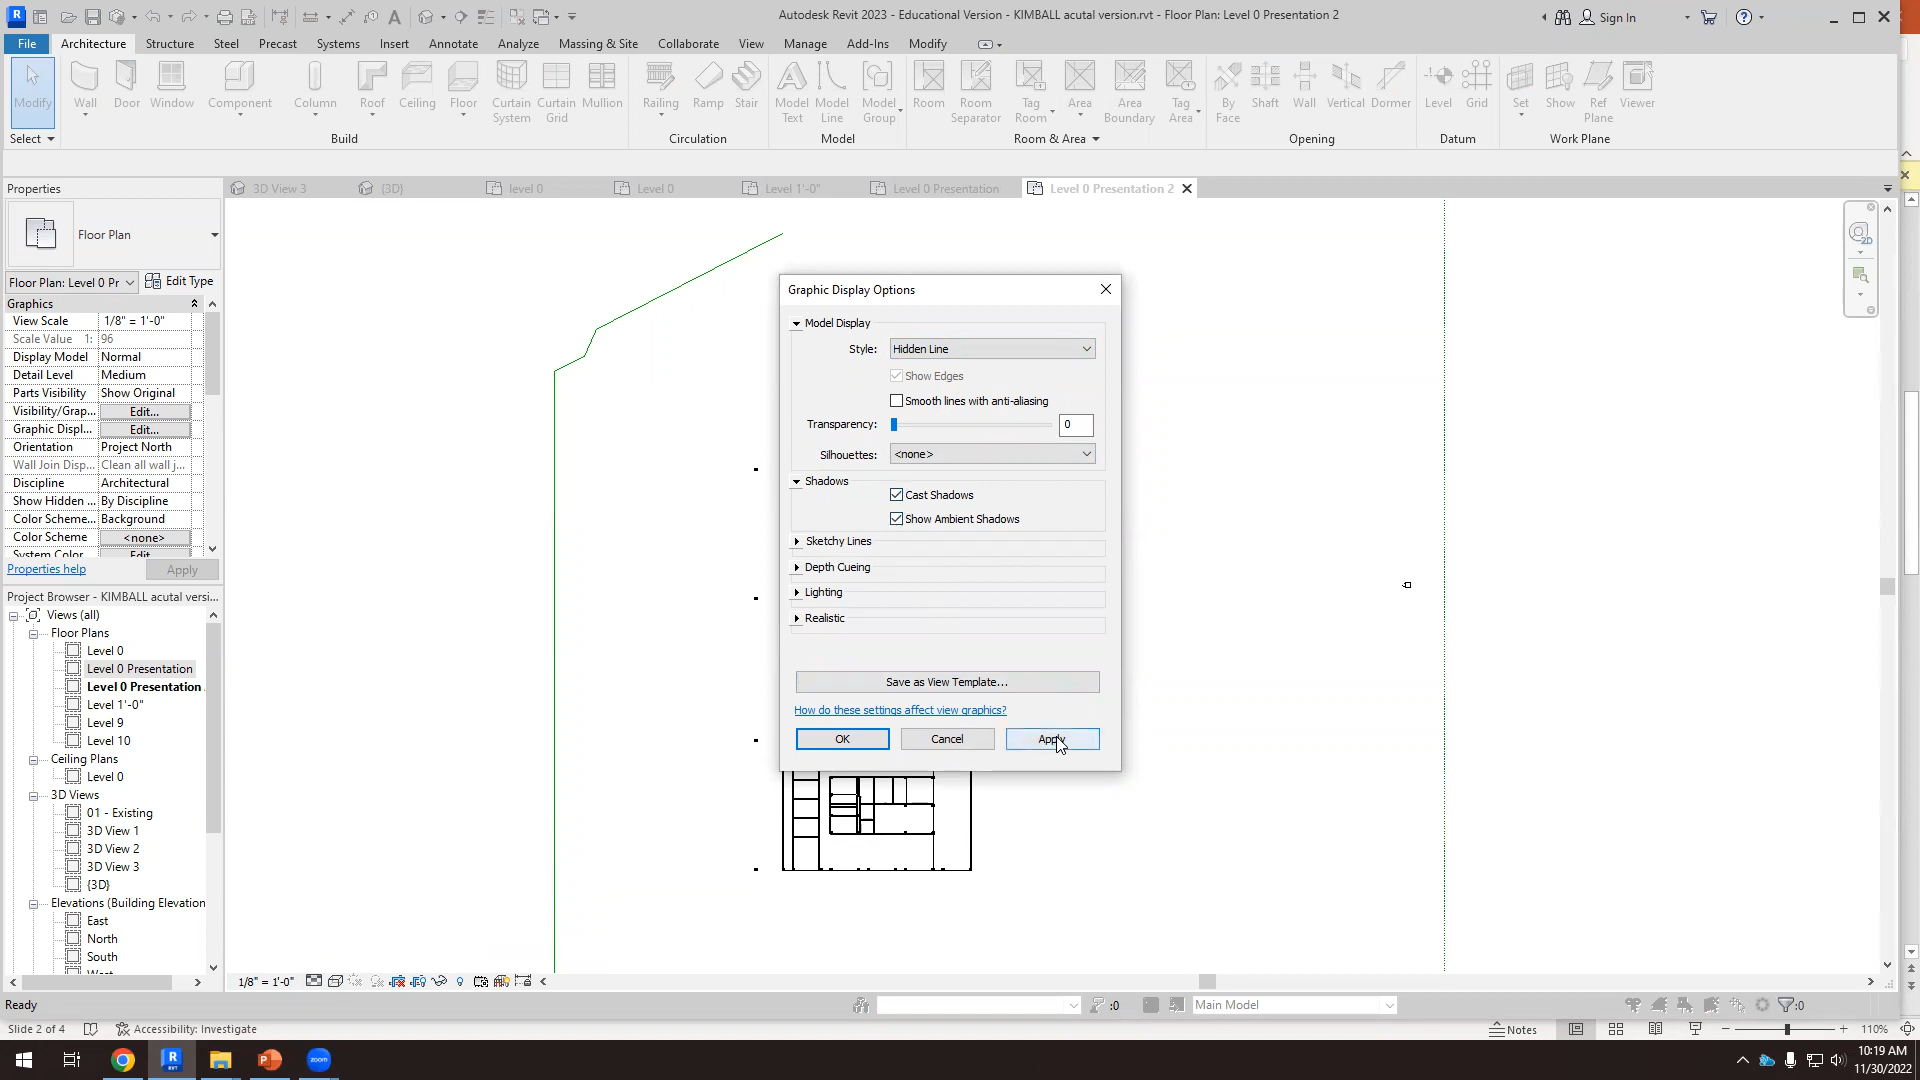 Autodesk Revit 2023 - Educational Version - KIMBALL acutal version.rvt - Floor Plan: Level 0 Presentation 2
Sign In
File Architecture Structure Steel Precast Systems Insert Annotate Analyze Massing & Site Collaborate View Manage Add-Ins Modify
Modify Wall Door Window Component Column Roof Ceiling Floor Curtain System Curtain Grid Mullion Railing Ramp Stair Model Text Model Line Model Group Room Room Separator Tag Room Area Area Boundary Tag Area By Face Shaft Wall Vertical Dormer Level Grid Set Show Ref Plane Viewer
Select Build Circulation Model Room & Area Opening Datum Work Plane
Properties
3D View 3 {3D} level 0 Level 0 Level 1'-0" Level 0 Presentation Level 0 Presentation 2
Floor Plan
Floor Plan: Level 0 Pr Edit Type
Graphics
View Scale 1/8" = 1'-0"
Scale Value 1: 96
Display Model Normal
Detail Level Medium
Parts Visibility Show Original
Visibility/Grap... Edit...
Graphic Displ... Edit...
Orientation Project North
Wall Join Disp... Clean all wall j...
Discipline Architectural
Show Hidden ... By Discipline
Color Scheme... Background
Color Scheme <none>
System Color Edit
Properties help Apply
Project Browser - KIMBALL acutal versi...
Views (all)
Floor Plans
Level 0
Level 0 Presentation
Level 0 Presentation
Level 1'-0"
Level 9
Level 10
Ceiling Plans
Level 0
3D Views
01 - Existing
3D View 1
3D View 2
3D View 3
{3D}
Elevations (Building Elevation
East
North
South
West
Graphic Display Options
Model Display
Style: Hidden Line
Show Edges
Smooth lines with anti-aliasing
Transparency: 0
Silhouettes: <none>
Shadows
Cast Shadows
Show Ambient Shadows
Sketchy Lines
Depth Cueing
Lighting
Realistic
Save as View Template...
How do these settings affect view graphics?
OK Cancel Apply
2D
1/8" = 1'-0"
Ready
:0
Main Model
:0
Slide 2 of 4 Accessibility: Investigate
Notes
110%
10:19 AM
11/30/2022